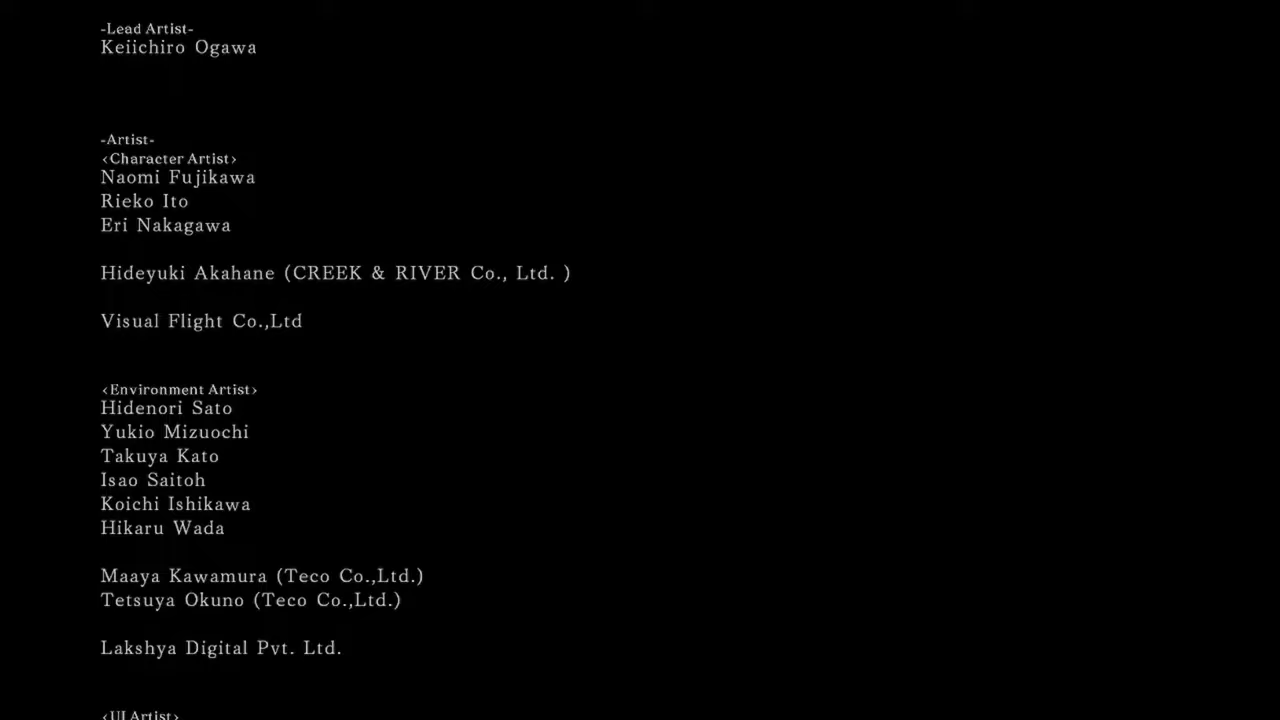 -Lead Artist-
Keiichiro Ogawa
-Artist-
<Character Artist>
Naomi Fujikawa
Rieko Ito
Eri Nakagawa
Hideyuki Akahane (CREEK & RIVER Co., Ltd. )
Visual Flight Co.,Ltd
<Environment Artist>
Hidenori Sato
Yukio Mizuochi
Takuya Kato
Isao Saitoh
Koichi Ishikawa
Hikaru Wada
Maaya Kawamura (Teco Co.,Ltd.)
Tetsuya Okuno (Teco Co.,Ltd.)
Lakshya Digital Pvt. Ltd.
<UI Artist>